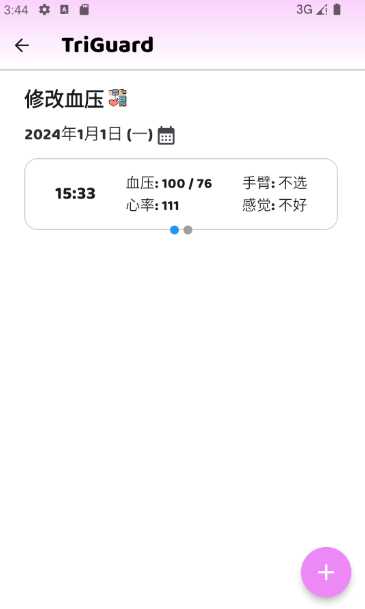 3:44
3G
TriGuard
修改血压
2024年1月1日 (一)
15:33
血压: 100 / 76
手臂: 不选
心率: 111
感觉: 不好